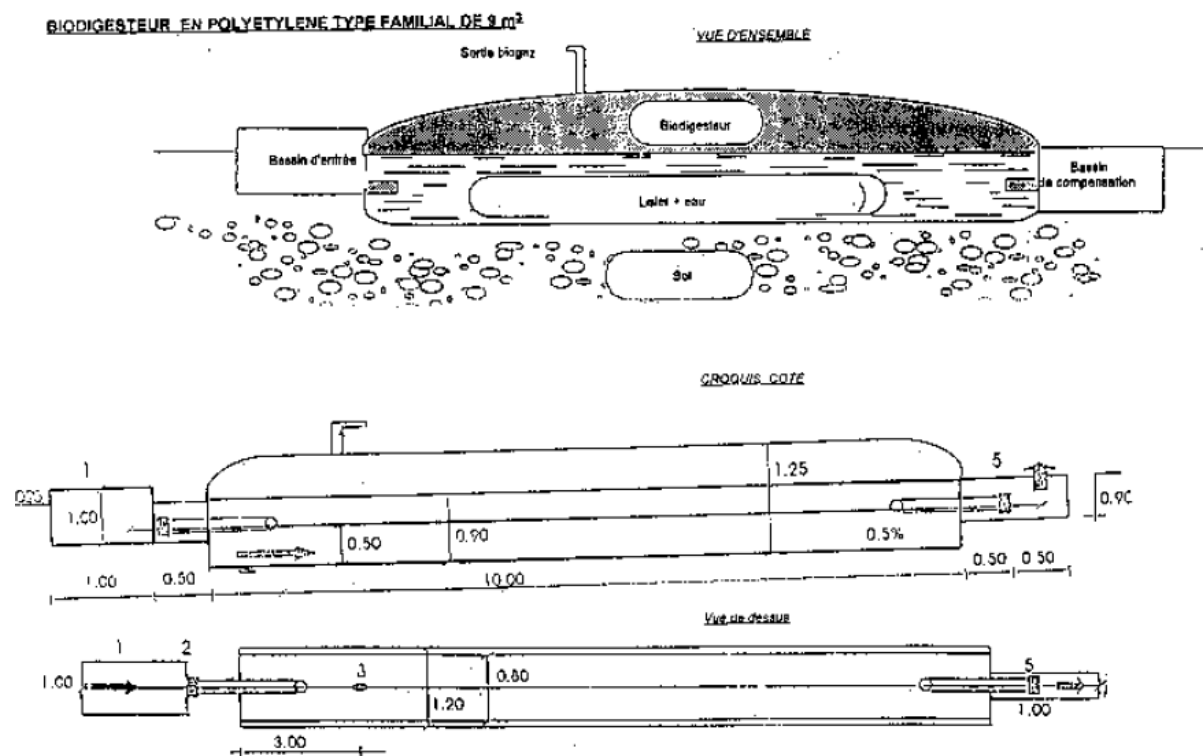 BIODIGESTEUR EN POLYETYLENE TYPE FAMILIAL DE 9 m³
VUE D'ENSEMBLE
Sortie biogaz
Biodigesteur
Bassin d'entrée
Bassin
de compensation
Lisier + eau
Sol
CROQUIS COTE
1
1.25
5
1.00
0.90
0.50
0.90
0.5%
1.00
0.50
10.00
0.50
0.50
Vue de dessus
1
2
3
5
1.00
0.80
1.20
1.00
3.00